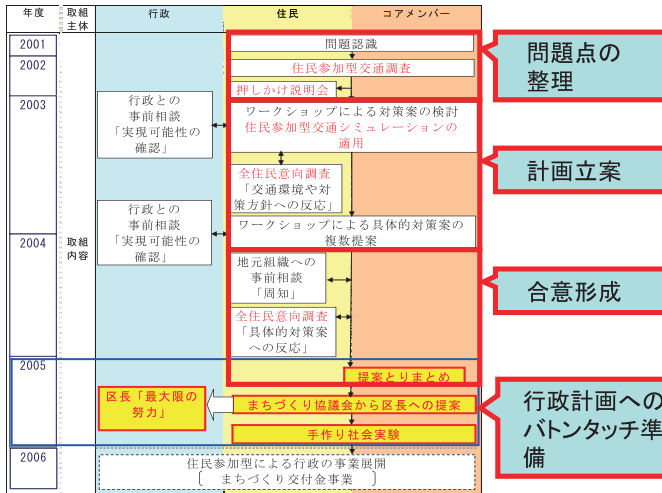 年度
取組
主体
行政
住民
コアメンバー
2001
問題認識
2002
住民参加型交通調査
押しかけ説明会
問題点の
整理
2003
行政との
事前相談
「実現可能性の
確認」
ワークショップによる対策案の検討
住民参加型交通シミュレーションの
適用
全住民意向調査
「交通環境や対
策方針への反応」
計画立案
行政との
事前相談
「実現可能性の
確認」
ワークショップによる具体的対策案の
複数提案
2004
取組
内容
地元組織への
事前相談
「周知」
全住民意向調査
「具体的対策案
への反応」
合意形成
2005
提案とりまとめ
区長「最大限の
努力」
まちづくり協議会から区長への提案
手作り社会実験
行政計画への
バトンタッチ準
備
2006
住民参加型による行政の事業展開
〔 まちづくり交付金事業 〕